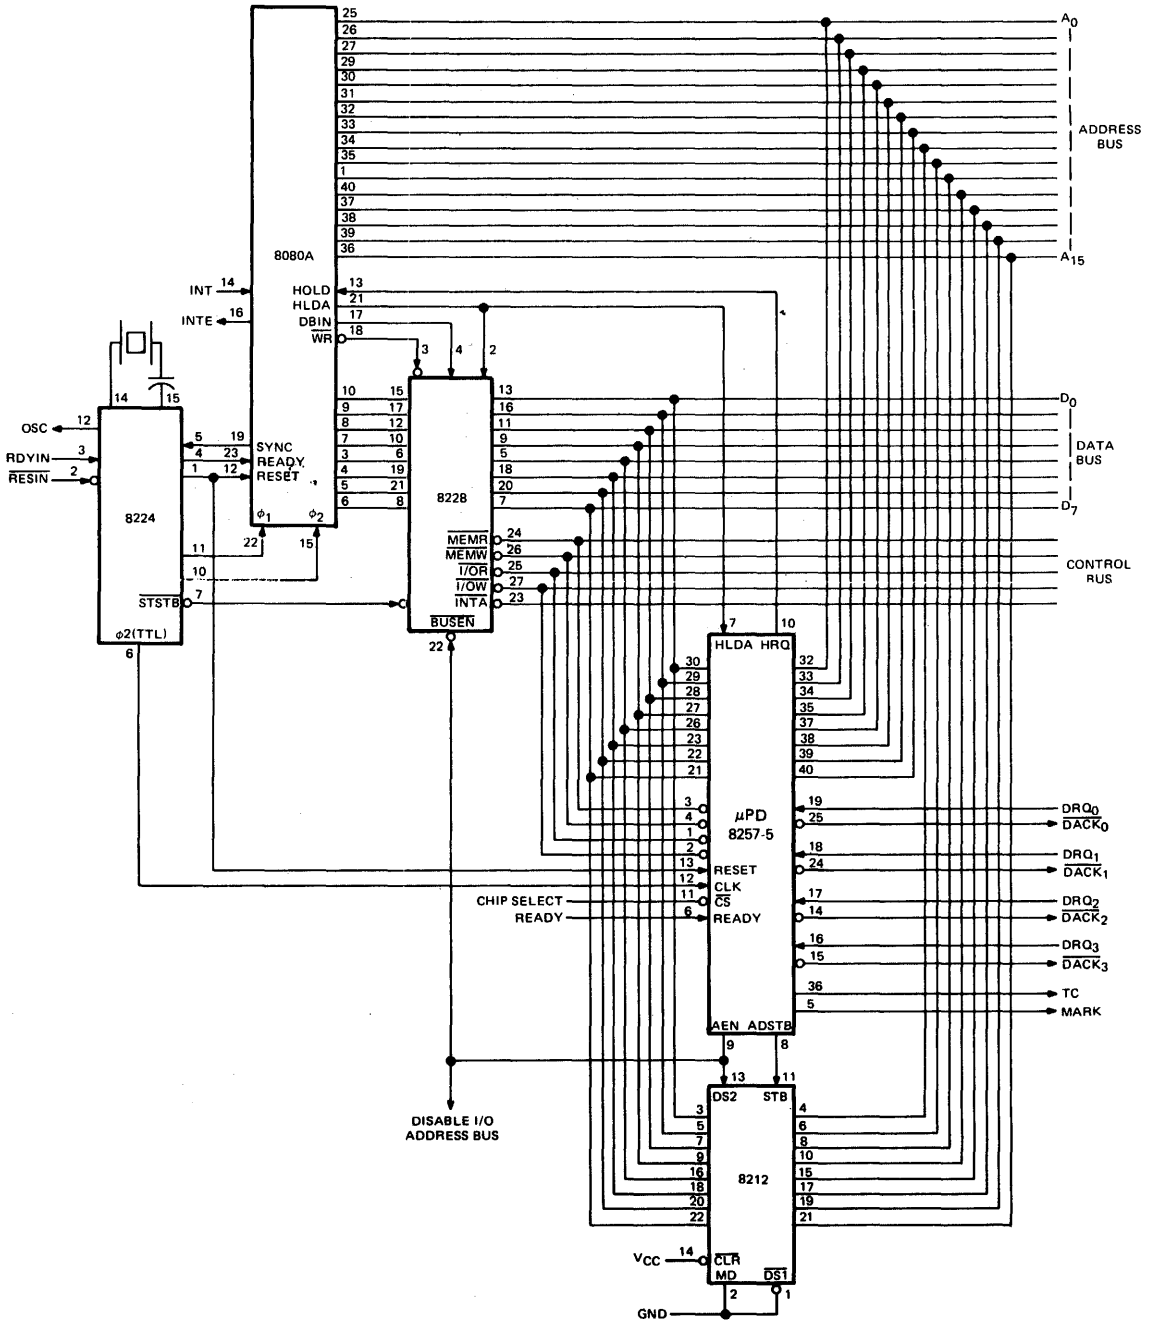 25
26
27
29
30
31
32
33
34
35
1
40
37
38
39
36
A0
ADDRESS
BUS
A15
8080A
INT 14
INTE 16
HOLD 13
HLDA 21
DBIN 17
WR 18
3 4 2
14 15
OSC 12
RDYIN 3
RESIN 2
8224
5 19 SYNC
4 23 READY
1 12 RESET
φ1 φ2
11 22
10 15
STSTB 7
φ2(TTL)
6
10 15
9 17
8 12
7 10
3 6
4 19
5 21
6 8
8228
13
16
11
9
5
18
20
7
D0
DATA
BUS
D7
MEMR 24
MEMW 26
I/OR 25
I/OW 27
INTA 23
CONTROL
BUS
BUSEN
22
7 10
HLDA HRQ
30 32
29 33
28 34
27 35
26 37
23 38
22 39
21 40
μPD
8257-5
3
4
1
2
13 RESET
12 CLK
CHIP SELECT 11 CS
READY 6 READY
19 DRQ0
25 DACK0
18 DRQ1
24 DACK1
17 DRQ2
14 DACK2
16 DRQ3
15 DACK3
36 TC
5 MARK
AEN ADSTB
9 8
13 11
DS2 STB
DISABLE I/O
ADDRESS BUS
3 4
5 6
7 8
9 10
16 15
18 17
20 19
22 21
8212
VCC 14 CLR
MD DS1
2 1
GND